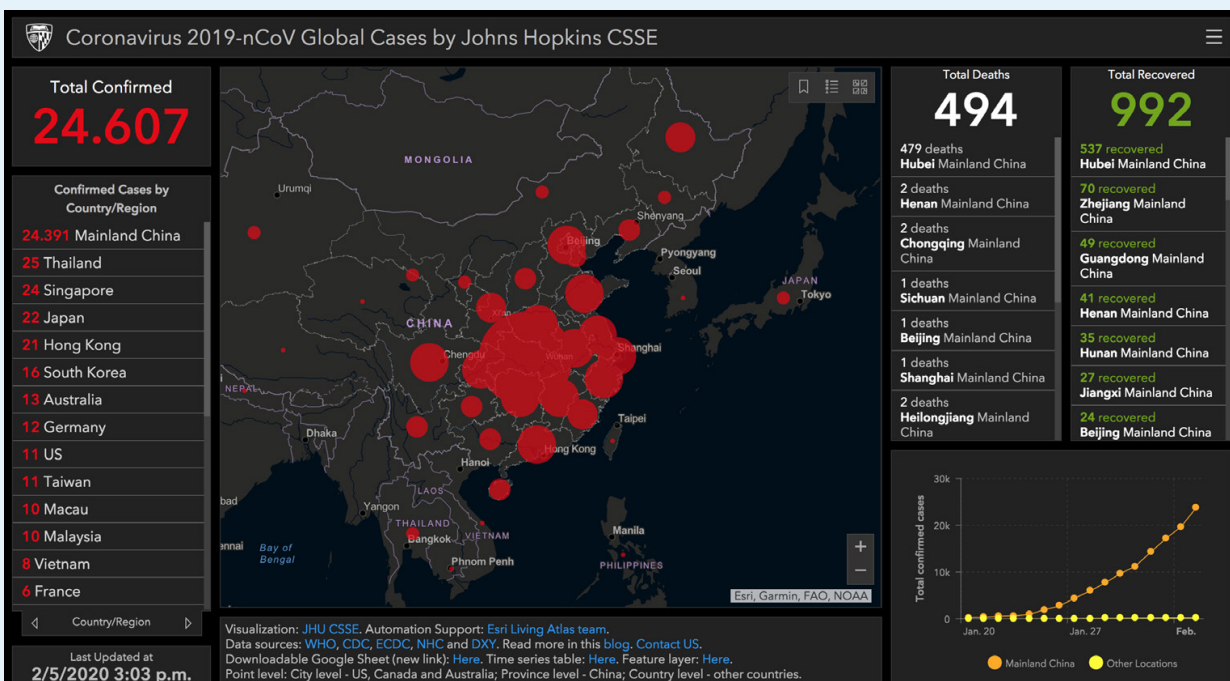 Coronavirus 2019-nCoV Global Cases by Johns Hopkins CSSE
Total Confirmed
24.607
Confirmed Cases by
Country/Region
24.391 Mainland China
25 Thailand
24 Singapore
22 Japan
21 Hong Kong
16 South Korea
13 Australia
12 Germany
11 US
11 Taiwan
10 Macau
10 Malaysia
8 Vietnam
6 France
Country/Region
Last Updated at
2/5/2020 3:03 p.m.
MONGOLIA
Urumqi
Shenyang
Beijing
Pyongyang
Seoul
JAPAN
Tokyo
Xi'an
CHINA
Chengdu
Wuhan
Shanghai
NEPAL
Taipei
Dhaka
Hong Kong
Hanoi
LAOS
bad
Yangon
THAILAND
VIETNAM
Manila
Bangkok
ennai
Bay of
Bengal
Phnom Penh
PHILIPPINES
+
−
Esri, Garmin, FAO, NOAA
Visualization: JHU CSSE. Automation Support: Esri Living Atlas team.
Data sources: WHO, CDC, ECDC, NHC and DXY. Read more in this blog. Contact US.
Downloadable Google Sheet (new link): Here. Time series table: Here. Feature layer: Here.
Point level: City level - US, Canada and Australia; Province level - China; Country level - other countries.
Total Deaths
494
479 deaths
Hubei Mainland China
2 deaths
Henan Mainland China
2 deaths
Chongqing Mainland
China
1 deaths
Sichuan Mainland China
1 deaths
Beijing Mainland China
1 deaths
Shanghai Mainland China
2 deaths
Heilongjiang Mainland
China
Total Recovered
992
537 recovered
Hubei Mainland China
70 recovered
Zhejiang Mainland
China
49 recovered
Guangdong Mainland
China
41 recovered
Henan Mainland China
35 recovered
Hunan Mainland China
27 recovered
Jiangxi Mainland China
24 recovered
Beijing Mainland China
Total confirmed cases
30k
20k
10k
0
Jan. 20
Jan. 27
Feb.
Mainland China
Other Locations